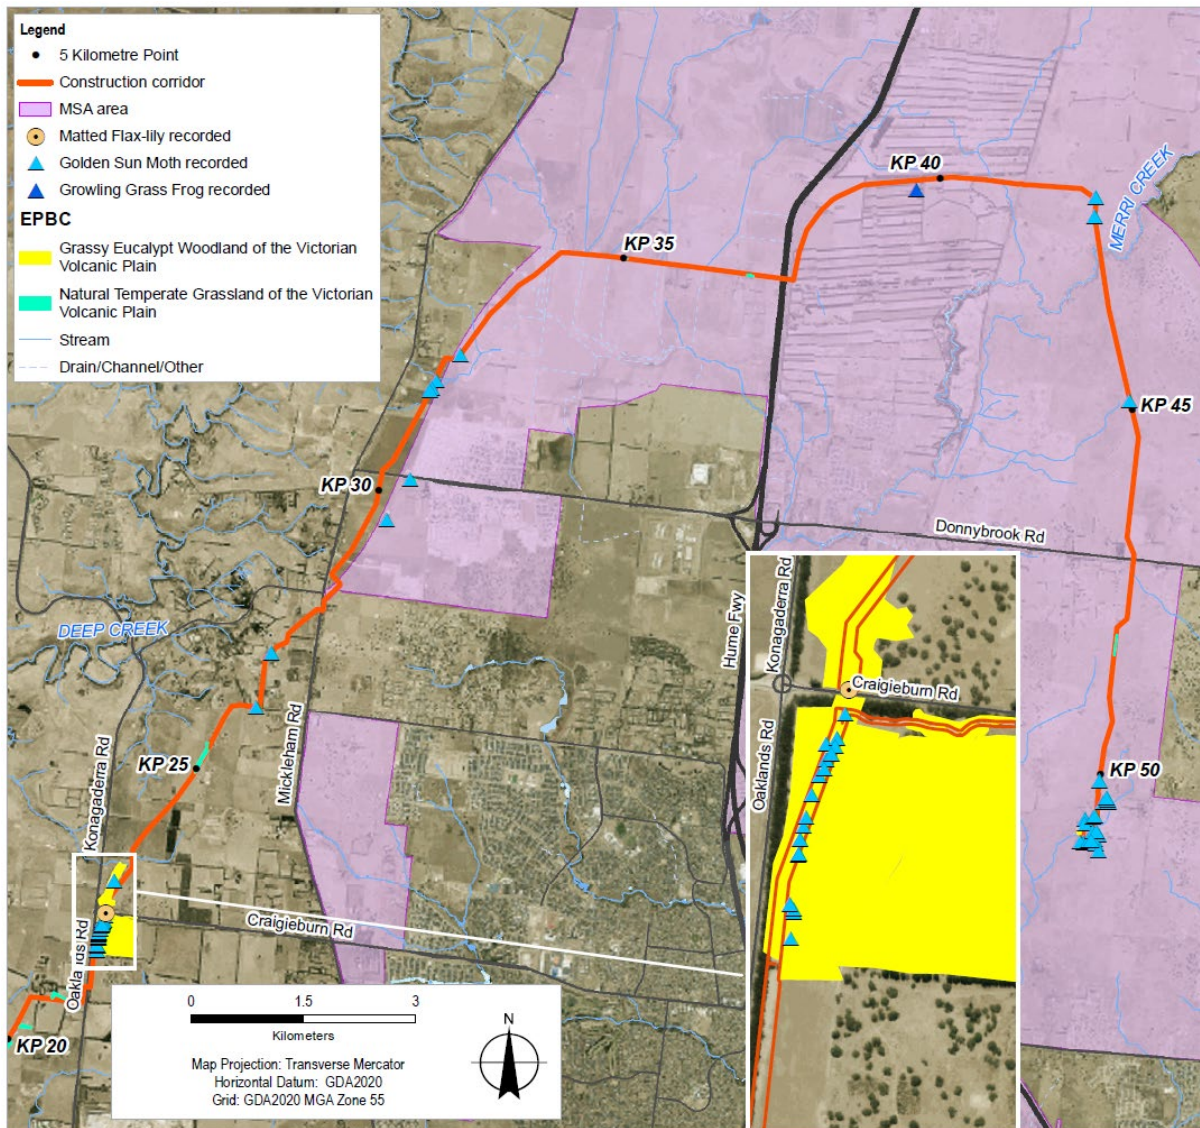 Legend
5 Kilometre Point
Construction corridor
MSA area
Matted Flax-lily recorded
Golden Sun Moth recorded
Growling Grass Frog recorded
EPBC
Grassy Eucalypt Woodland of the Victorian
Volcanic Plain
Natural Temperate Grassland of the Victorian
Volcanic Plain
Stream
Drain/Channel/Other
KP 40
MERRI CREEK
KP 35
KP 45
KP 30
Donnybrook Rd
Hume Fwy
DEEP CREEK
Mickleham Rd
KP 25
Konagaderra Rd
Oaklands Rd
Craigieburn Rd
KP 20
KP 50
Konagaderra Rd
Craigieburn Rd
Oaklands Rd
0 1.5 3
Kilometers
Map Projection: Transverse Mercator
Horizontal Datum: GDA2020
Grid: GDA2020 MGA Zone 55
N